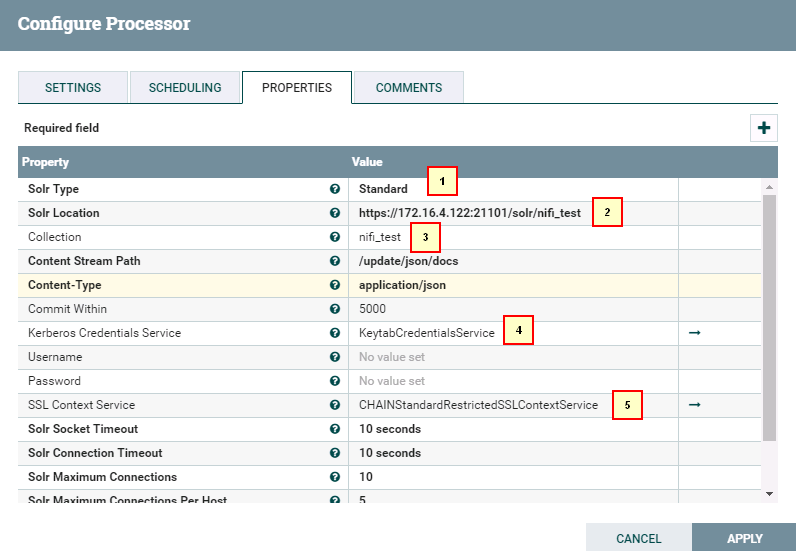 Configure Processor
SETTINGS SCHEDULING PROPERTIES COMMENTS
Required field
Property Value
Solr Type Standard 1
Solr Location https://172.16.4.122:21101/solr/nifi_test 2
Collection nifi_test 3
Content Stream Path /update/json/docs
Content-Type application/json
Commit Within 5000
Kerberos Credentials Service KeytabCredentialsService 4
Username No value set
Password No value set
SSL Context Service CHAINStandardRestrictedSSLContextService 5
Solr Socket Timeout 10 seconds
Solr Connection Timeout 10 seconds
Solr Maximum Connections 10
Solr Maximum Connections Per Host 5
CANCEL APPLY